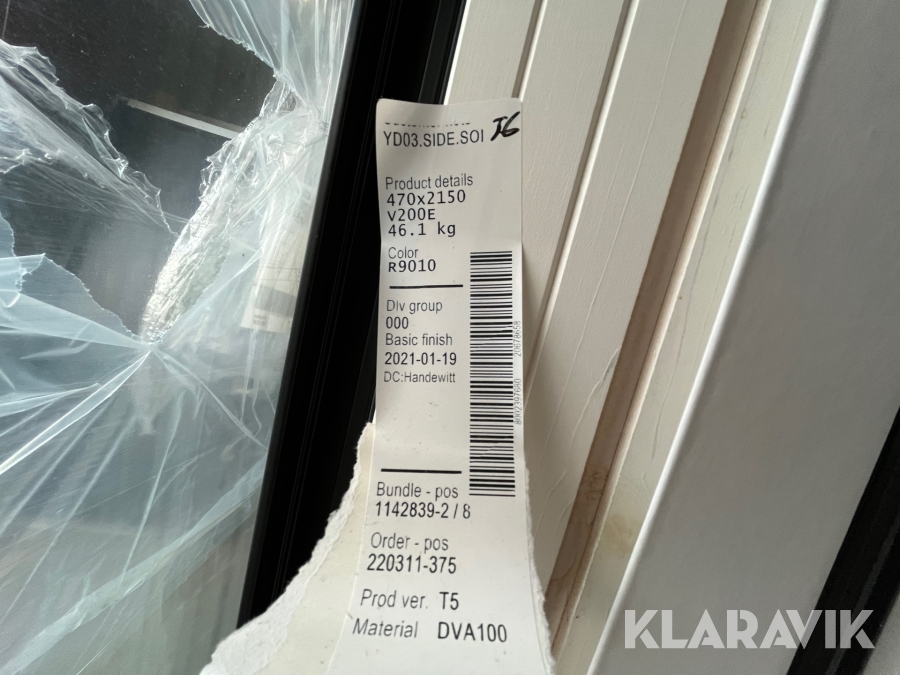 YD03.SIDE.SOI I6
Product details
470x2150
V200E
46.1 kg
Color
R9010
Div group
000
Basic finish
2021-01-19
DC:Handewitt
Bundle - pos
1142839-2 / 8
Order - pos
220311-375
Prod ver. T5
Material DVA100
KLARAVIK